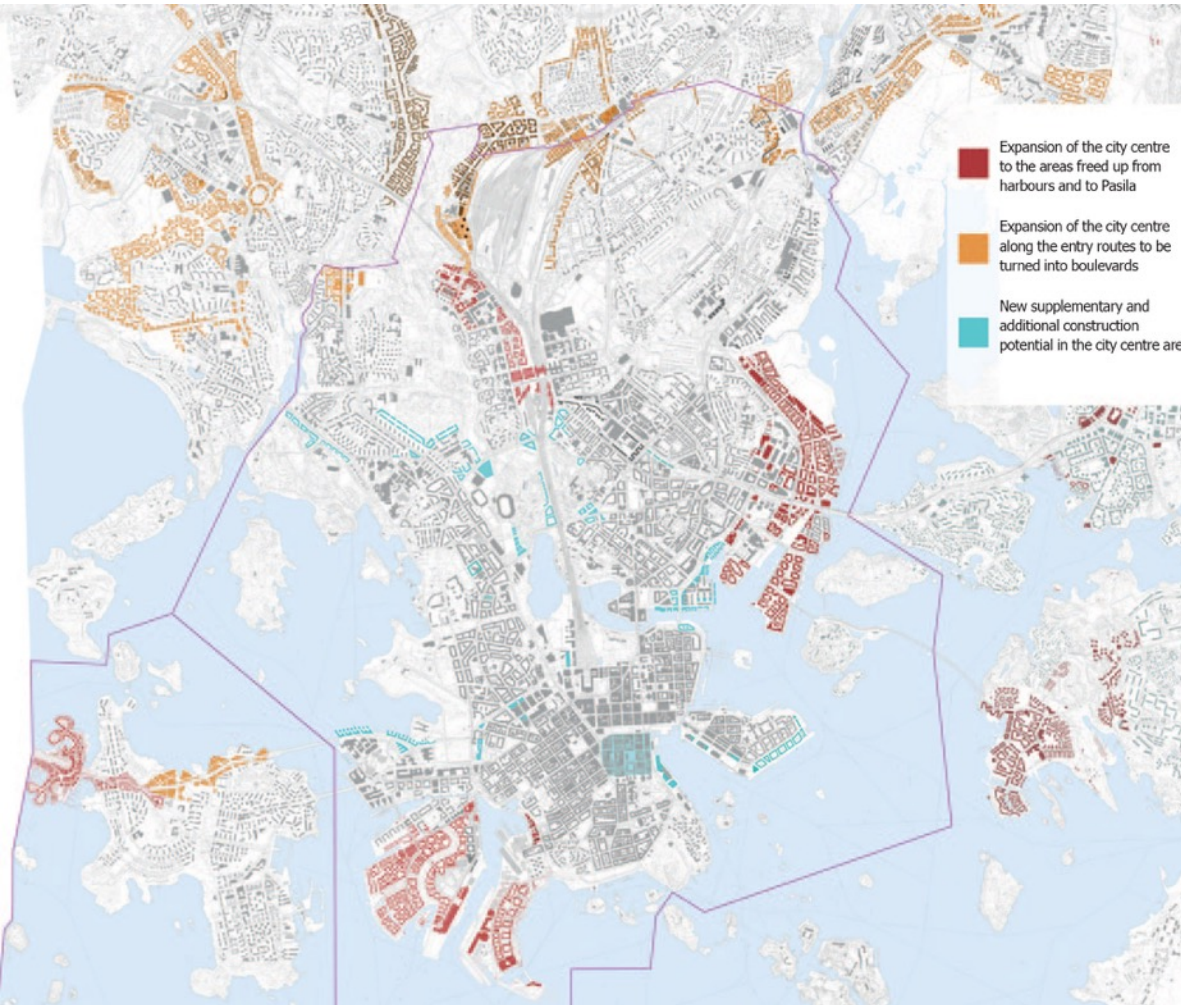 Expansion of the city centre
to the areas freed up from
harbours and to Pasila
Expansion of the city centre
along the entry routes to be
turned into boulevards
New supplementary and
additional construction
potential in the city centre are